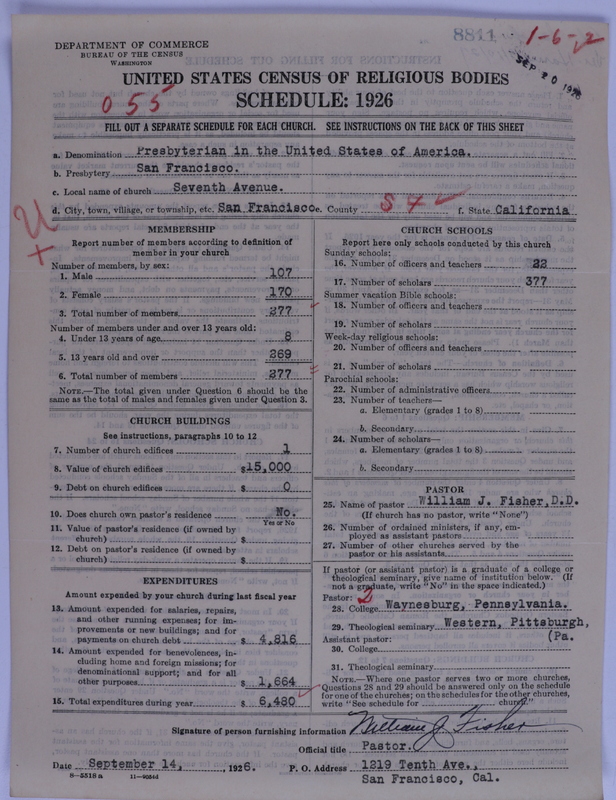 8811 1-6-2
DEPARTMENT OF COMMERCE
BUREAU OF THE CENSUS
WASHINGTON
SEP 20 1926
UNITED STATES CENSUS OF RELIGIOUS BODIES
055
SCHEDULE: 1926
FILL OUT A SEPARATE SCHEDULE FOR EACH CHURCH. SEE INSTRUCTIONS ON THE BACK OF THIS SHEET
a. Denomination Presbyterian in the United States of America.
b. Presbytery San Francisco.
c. Local name of church Seventh Avenue.
d. City, town, village, or township, etc. San Francisco e. County f. State California
MEMBERSHIP
Report number of members according to definition of
member in your church
Number of members, by sex:
1. Male 107
2. Female 170
3. Total number of members 277
Number of members under and over 13 years old:
4. Under 13 years of age 8
5. 13 years old and over 269
6. Total number of members 277
NOTE.—The total given under Question 6 should be the
same as the total of males and females given under Question 3.
CHURCH BUILDINGS
See instructions, paragraphs 10 to 12
7. Number of church edifices 1
8. Value of church edifices $15,000
9. Debt on church edifices $ 0
10. Does church own pastor's residence No.
Yes or No
11. Value of pastor's residence (if owned by
church) $
12. Debt on pastor's residence (if owned by
church) $
EXPENDITURES
Amount expended by your church during last fiscal year
13. Amount expended for salaries, repairs,
and other running expenses; for im-
provements or new buildings; and for
payments on church debt $ 4,816
14. Amount expended for benevolences, in-
cluding home and foreign missions; for
denominational support; and for all
other purposes $ 1,664
15. Total expenditures during year $ 6,480
CHURCH SCHOOLS
Report here only schools conducted by this church
Sunday schools:
16. Number of officers and teachers
17. Number of scholars 377
Summer vacation Bible schools:
18. Number of officers and teachers
19. Number of scholars
Week-day religious schools:
20. Number of officers and teachers
21. Number of scholars
Parochial schools:
22. Number of administrative officers
23. Number of teachers—
a. Elementary (grades 1 to 8)
b. Secondary
24. Number of scholars—
a. Elementary (grades 1 to 8)
b. Secondary
PASTOR
25. Name of pastor William J. Fisher, D.D.
(If church has no pastor, write "None")
26. Number of ordained ministers, if any, em-
ployed as assistant pastors
27. Number of other churches served by the
pastor or his assistants
If pastor (or assistant pastor) is a graduate of a college or
theological seminary, give name of institution below. (If
not a graduate, write "No" in the space indicated.)
Pastor: 2
28. College Waynesburg, Pennsylvania.
29. Theological seminary Western, Pittsburgh,
Assistant pastor: (Pa.
30. College
31. Theological seminary
NOTE.—Where one pastor serves two or more churches,
Questions 28 and 29 should be answered only on the schedule
for one of the churches; on the schedules for the other churches,
write "See schedule for church."
Signature of person furnishing information William J. Fisher
Official title Pastor.
Date September 14, 1926. P. O. Address 1219 Tenth Ave.,
8-5518a San Francisco, Cal.